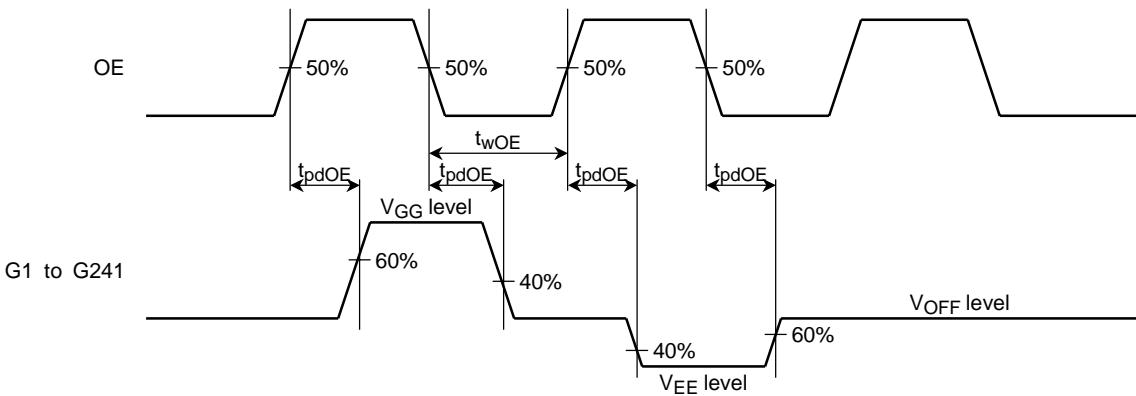 OE
50%
50%
50%
50%
twOE
tpdOE
tpdOE
tpdOE
tpdOE
VGG level
G1 to G241
60%
40%
VOFF level
40%
60%
VEE level